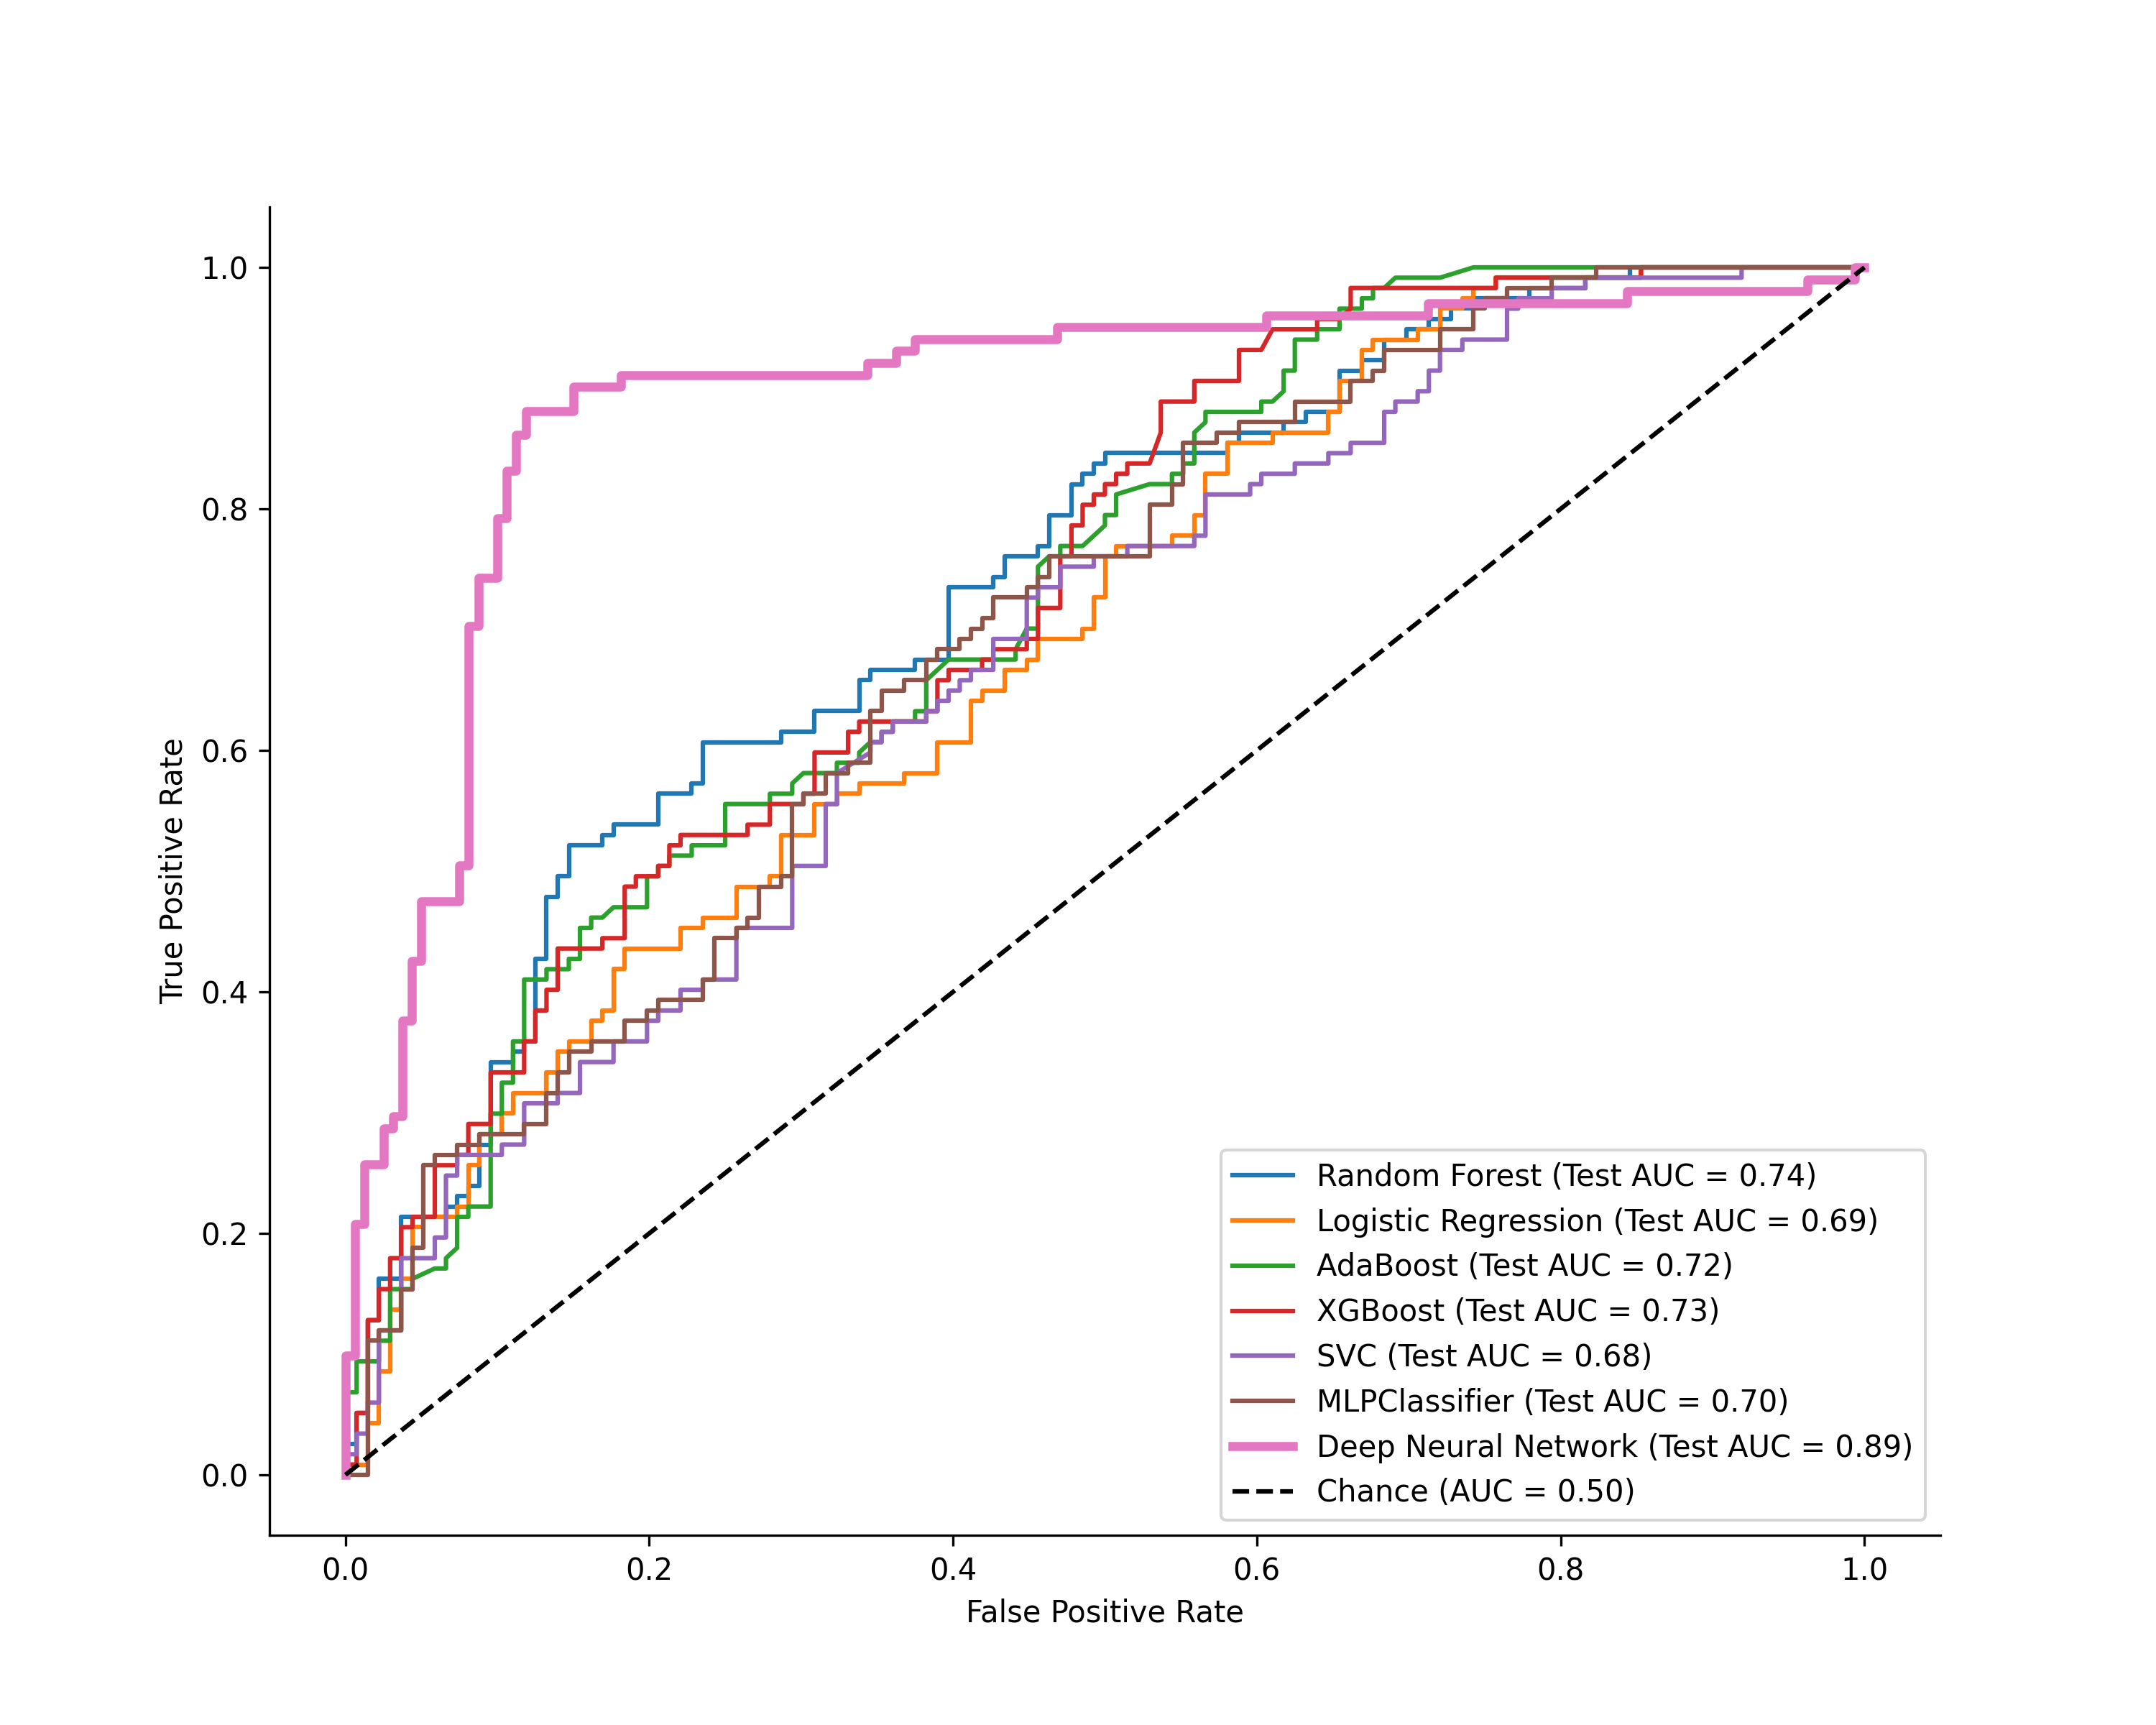 1.0
0.8
0.6
0.4
0.2
0.0
True Positive Rate
Random Forest (Test AUC = 0.74)
Logistic Regression (Test AUC = 0.69)
AdaBoost (Test AUC = 0.72)
XGBoost (Test AUC = 0.73)
SVC (Test AUC = 0.68)
MLPClassifier (Test AUC = 0.70)
Deep Neural Network (Test AUC = 0.89)
Chance (AUC = 0.50)
0.0 0.2 0.4 0.6 0.8 1.0
False Positive Rate